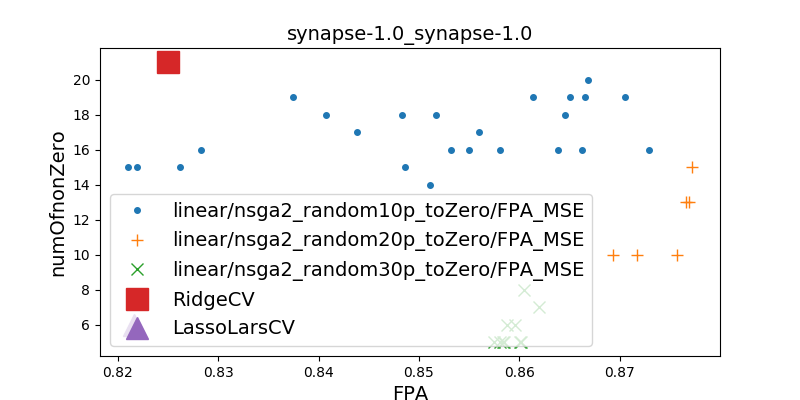 synapse-1.0_synapse-1.0
numOfnonZero
20
18
16
14
12
10
8
6
linear/nsga2_random10p_toZero/FPA_MSE
linear/nsga2_random20p_toZero/FPA_MSE
linear/nsga2_random30p_toZero/FPA_MSE
RidgeCV
LassoLarsCV
0.82 0.83 0.84 0.85 0.86 0.87
FPA